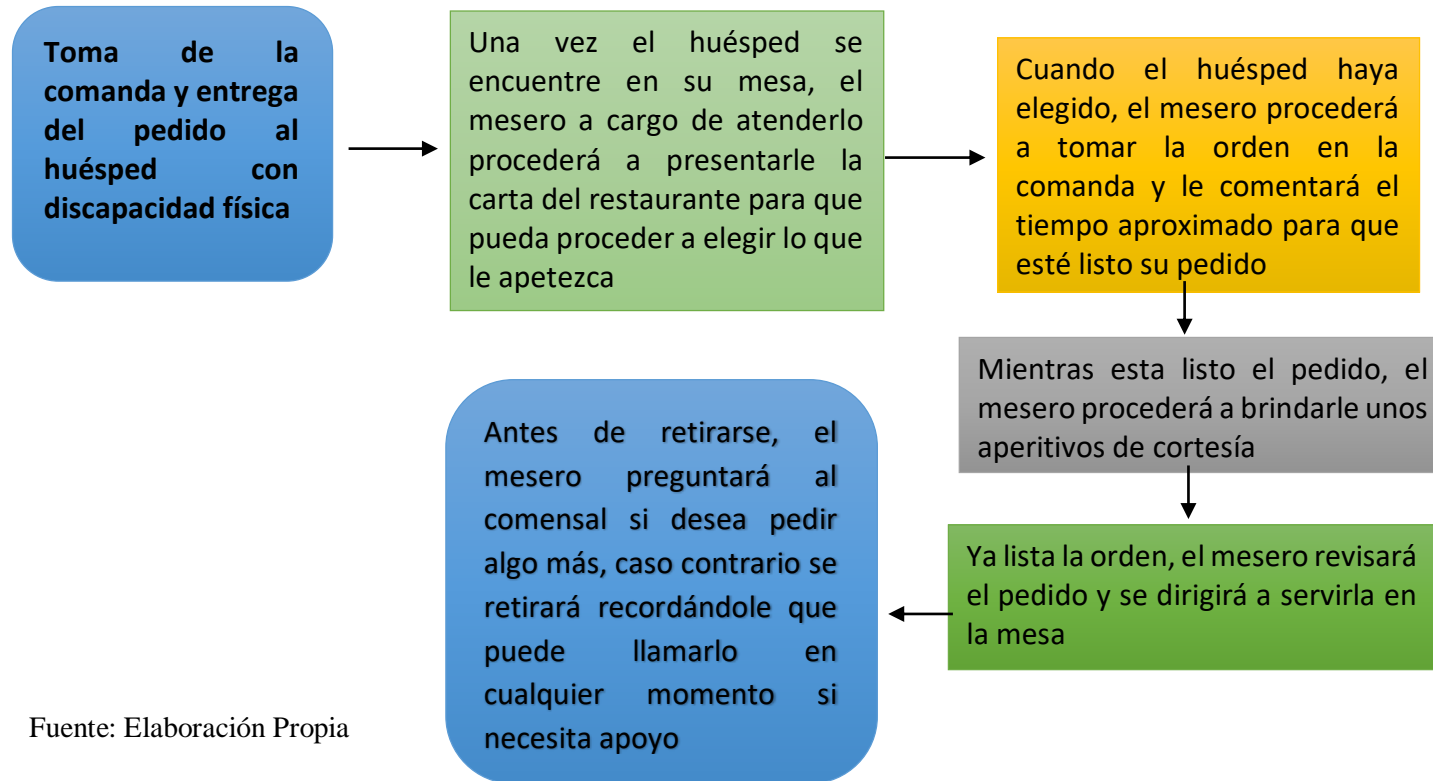 Toma de la
comanda y entrega
del pedido al
huésped con
discapacidad física
Una vez el huésped se
encuentre en su mesa, el
mesero a cargo de atenderlo
procederá a presentarle la
carta del restaurante para que
pueda proceder a elegir lo que
le apetezca
Cuando el huésped haya
elegido, el mesero procederá
a tomar la orden en la
comanda y le comentará el
tiempo aproximado para que
esté listo su pedido
Mientras esta listo el pedido, el
mesero procederá a brindarle unos
aperitivos de cortesía
Ya lista la orden, el mesero revisará
el pedido y se dirigirá a servirla en
la mesa
Antes de retirarse, el
mesero preguntará al
comensal si desea pedir
algo más, caso contrario se
retirará recordándole que
puede llamarlo en
cualquier momento si
necesita apoyo
Fuente: Elaboración Propia